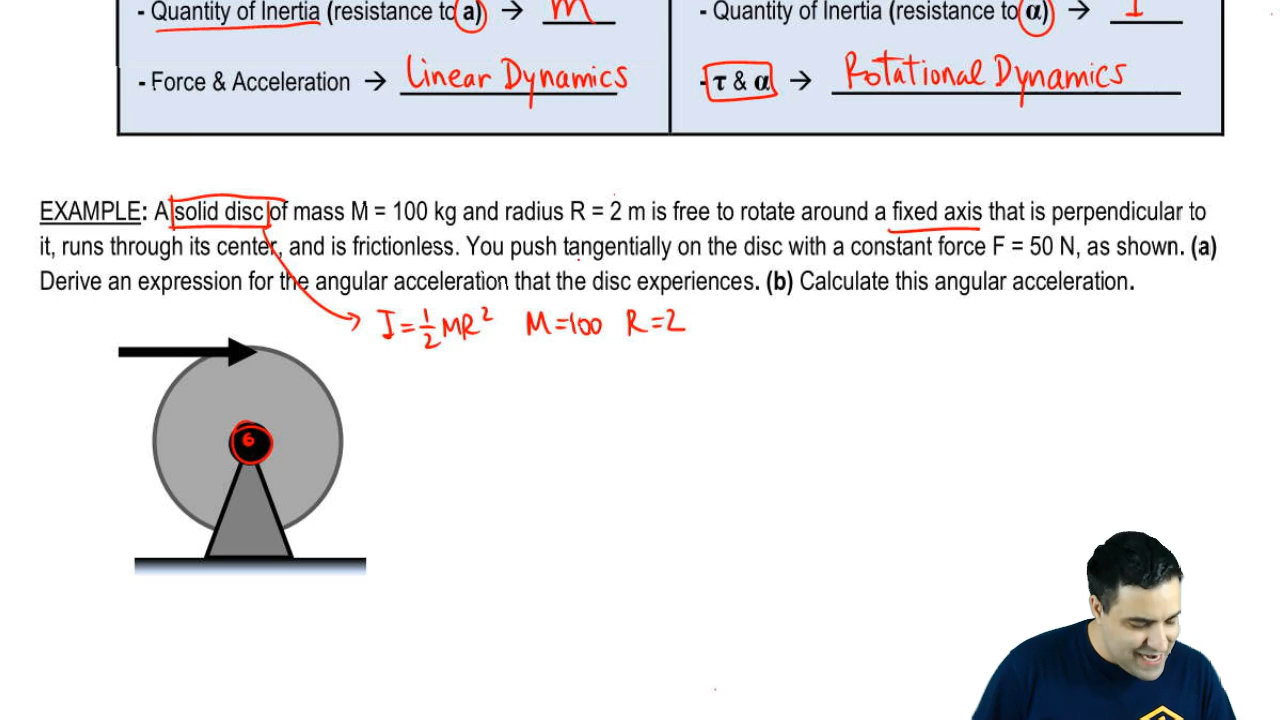 - Quantity of Inertia (resistance to a) → m
- Quantity of Inertia (resistance to α) → I
- Force & Acceleration → Linear Dynamics
- τ & α → Rotational Dynamics
EXAMPLE: A solid disc of mass M = 100 kg and radius R = 2 m is free to rotate around a fixed axis that is perpendicular to
it, runs through its center, and is frictionless. You push tangentially on the disc with a constant force F = 50 N, as shown. (a)
Derive an expression for the angular acceleration that the disc experiences. (b) Calculate this angular acceleration.
I=½MR² M=100 R=2